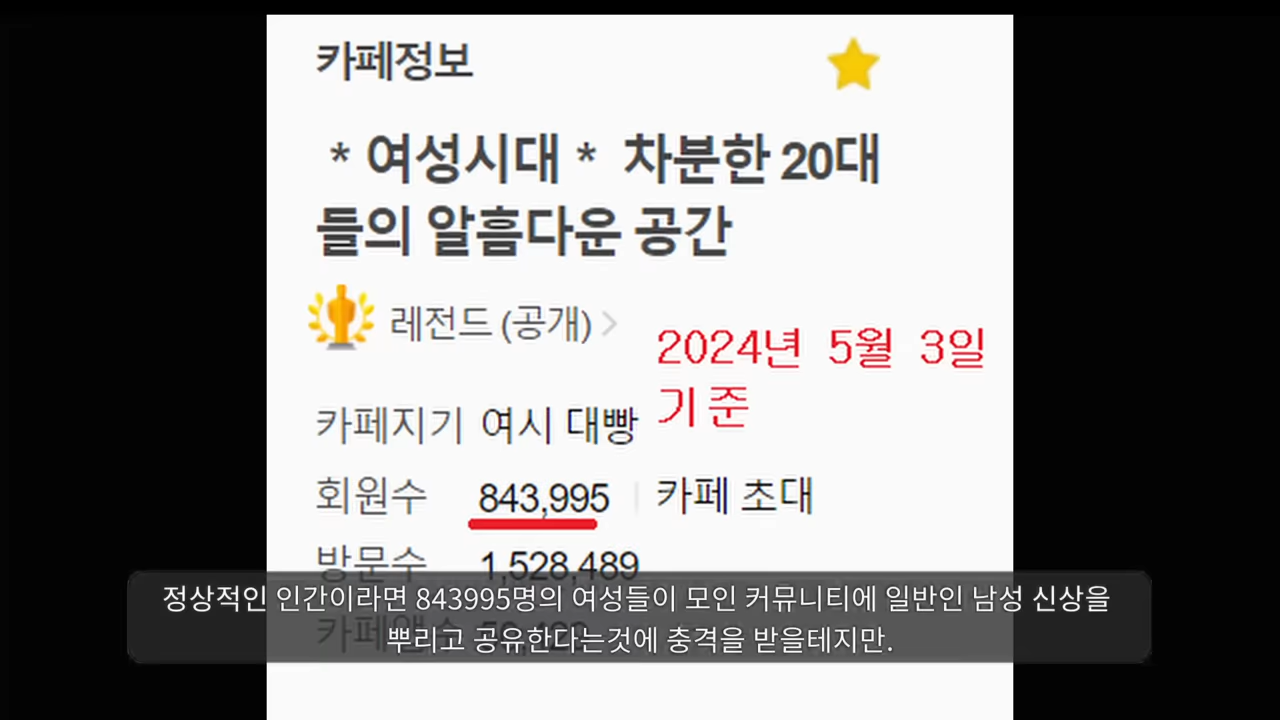 카페정보
* 여성시대 * 차분한 20대
들의 알흠다운 공간
레전드 (공개) >
2024년 5월 3일
기준
카페지기 여시 대빵
회원수 843,995 카페 초대
방문수 1,528,489
정상적인 인간이라면 843995명의 여성들이 모인 커뮤니티에 일반인 남성 신상을
뿌리고 공유한다는것에 충격을 받을테지만.